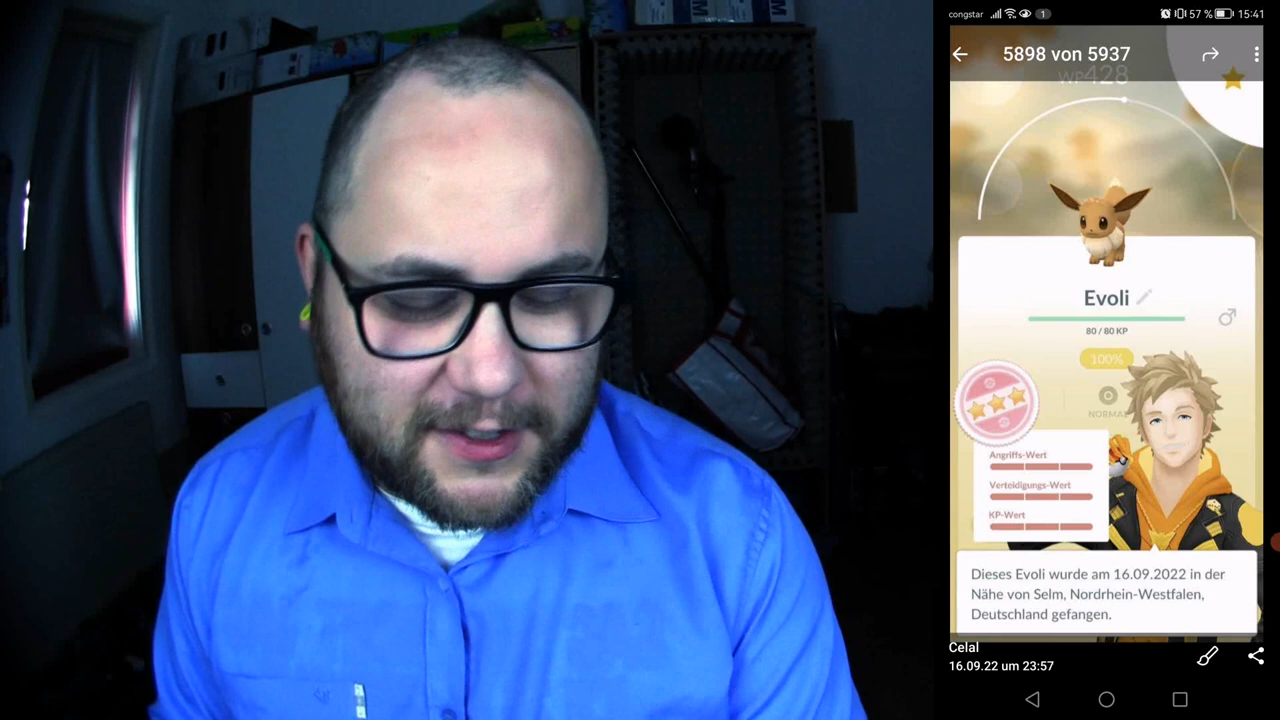 congstar 1 57 % 15:41
5898 von 5937
WP428
Evoli
80 / 80 KP
100%
NORMAL
Angriffs-Wert
Verteidigungs-Wert
KP-Wert
Dieses Evoli wurde am 16.09.2022 in der
Nähe von Selm, Nordrhein-Westfalen,
Deutschland gefangen.
Celal
16.09.22 um 23:57